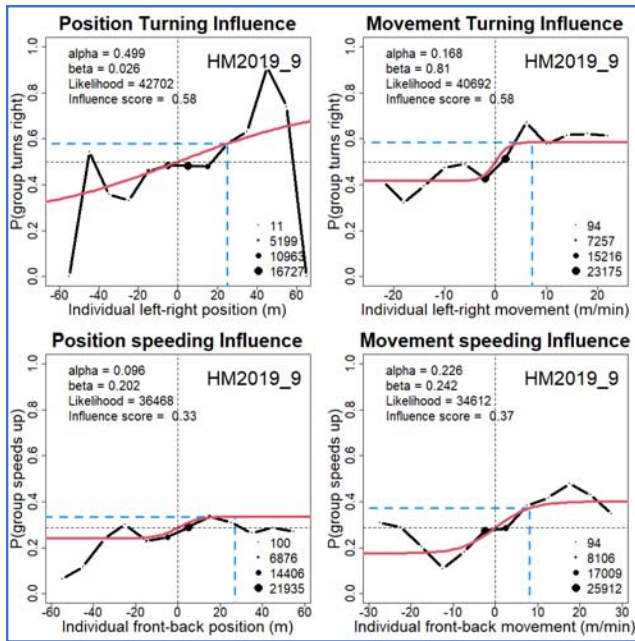 Position Turning Influence
alpha = 0.499
beta = 0.026
Likelihood = 42702
Influence score = 0.58
HM2019_9
P(group turns right)
0.0 0.2 0.4 0.6 0.8 1.0
11
5199
10963
16727
-60 -40 -20 0 20 40 60
Individual left-right position (m)
Movement Turning Influence
alpha = 0.168
beta = 0.81
Likelihood = 40692
Influence score = 0.58
HM2019_9
P(group turns right)
0.0 0.2 0.4 0.6 0.8 1.0
94
7257
15216
23175
-20 -10 0 10 20
Individual left-right movement (m/min)
Position speeding Influence
alpha = 0.096
beta = 0.202
Likelihood = 36468
Influence score = 0.33
HM2019_9
P(group speeds up)
0.0 0.2 0.4 0.6 0.8 1.0
100
6876
14406
21935
-60 -40 -20 0 20 40 60
Individual front-back position (m)
Movement speeding Influence
alpha = 0.226
beta = 0.242
Likelihood = 34612
Influence score = 0.37
HM2019_9
P(group speeds up)
0.0 0.2 0.4 0.6 0.8 1.0
94
8106
17009
25912
-30 -20 -10 0 10 20 30
Individual front-back movement (m/min)